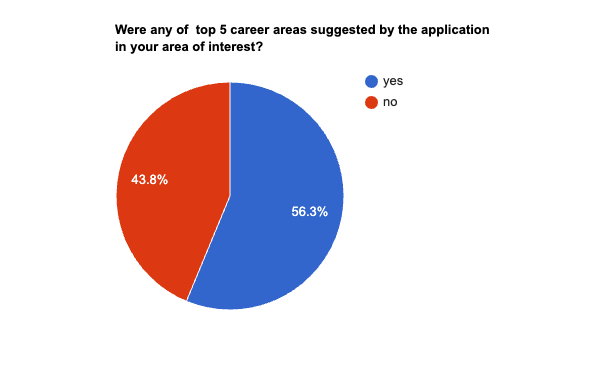 Were any of  top 5 career areas suggested by the application
in your area of interest?
yes
no
43.8%
56.3%